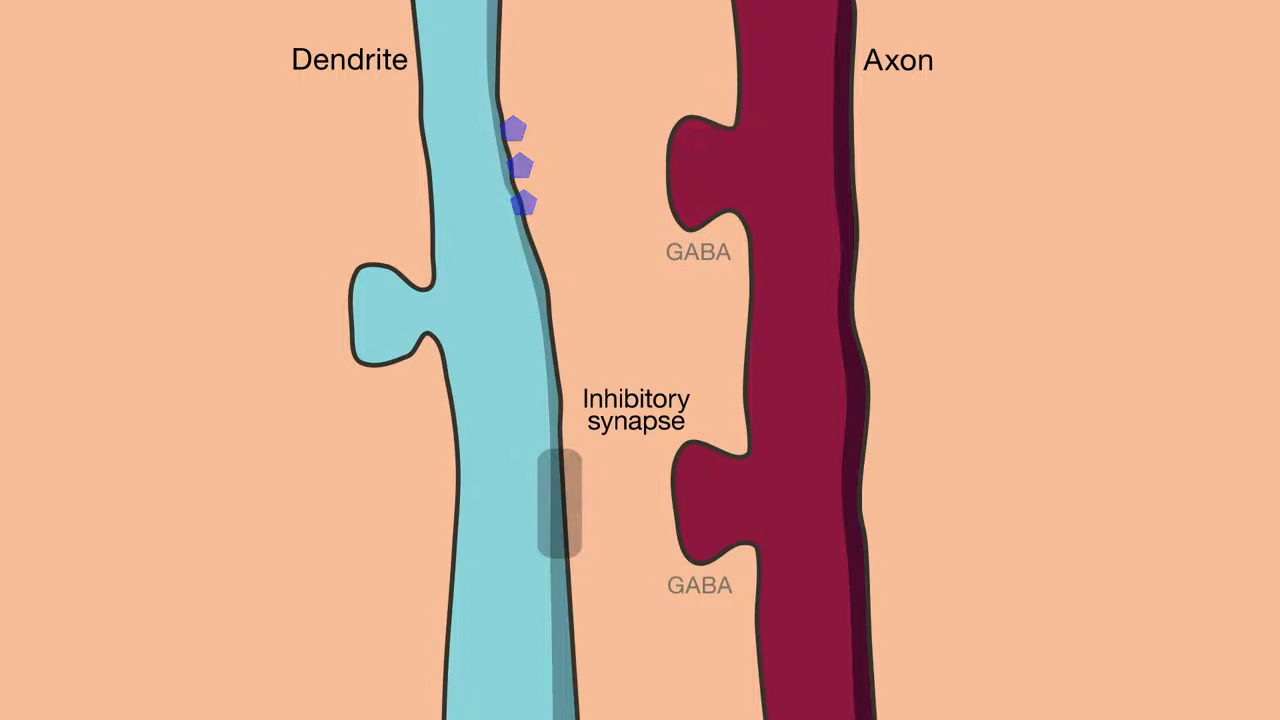 Dendrite
Axon
GABA
Inhibitory
synapse
GABA